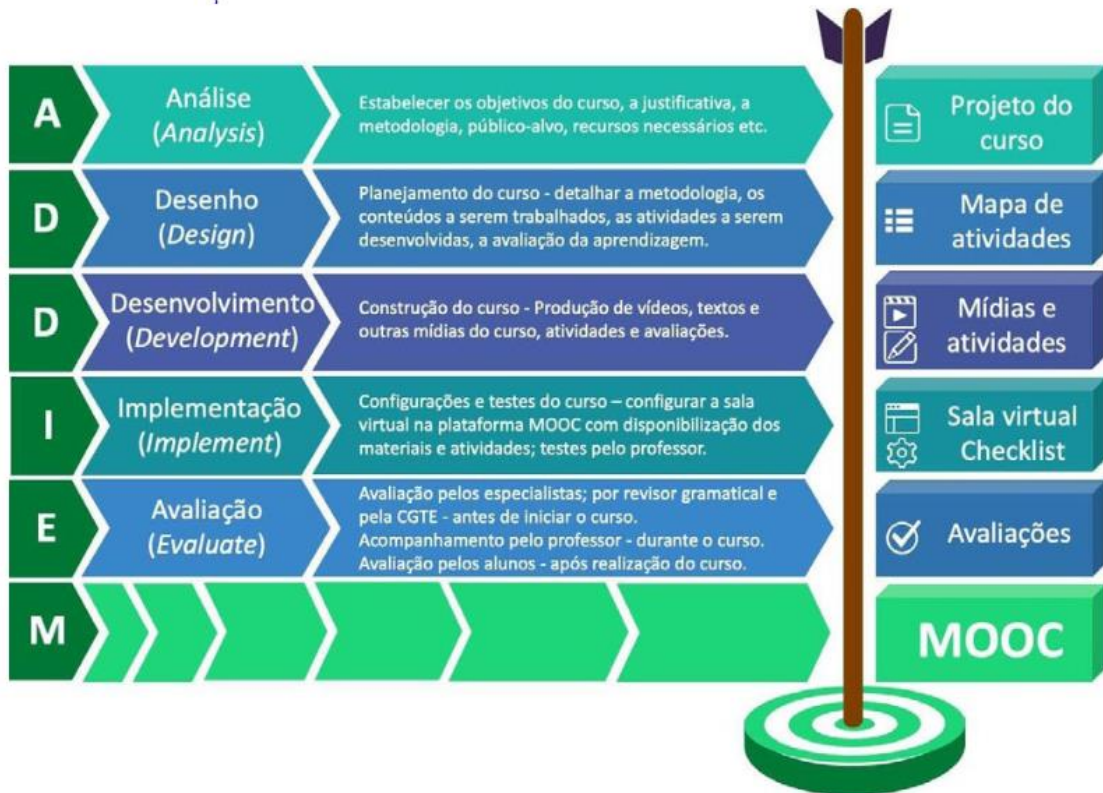 A
Análise
(Analysis)
Estabelecer os objetivos do curso, a justificativa, a
metodologia, público-alvo, recursos necessários etc.
Projeto do
curso
D
Desenho
(Design)
Planejamento do curso - detalhar a metodologia, os
conteúdos a serem trabalhados, as atividades a serem
desenvolvidas, a avaliação da aprendizagem.
Mapa de
atividades
D
Desenvolvimento
(Development)
Construção do curso - Produção de vídeos, textos e
outras mídias do curso, atividades e avaliações.
Mídias e
atividades
I
Implementação
(Implement)
Configurações e testes do curso – configurar a sala
virtual na plataforma MOOC com disponibilização dos
materiais e atividades; testes pelo professor.
Sala virtual
Checklist
E
Avaliação
(Evaluate)
Avaliação pelos especialistas; por revisor gramatical e
pela CGTE - antes de iniciar o curso.
Acompanhamento pelo professor - durante o curso.
Avaliação pelos alunos - após realização do curso.
Avaliações
M
MOOC